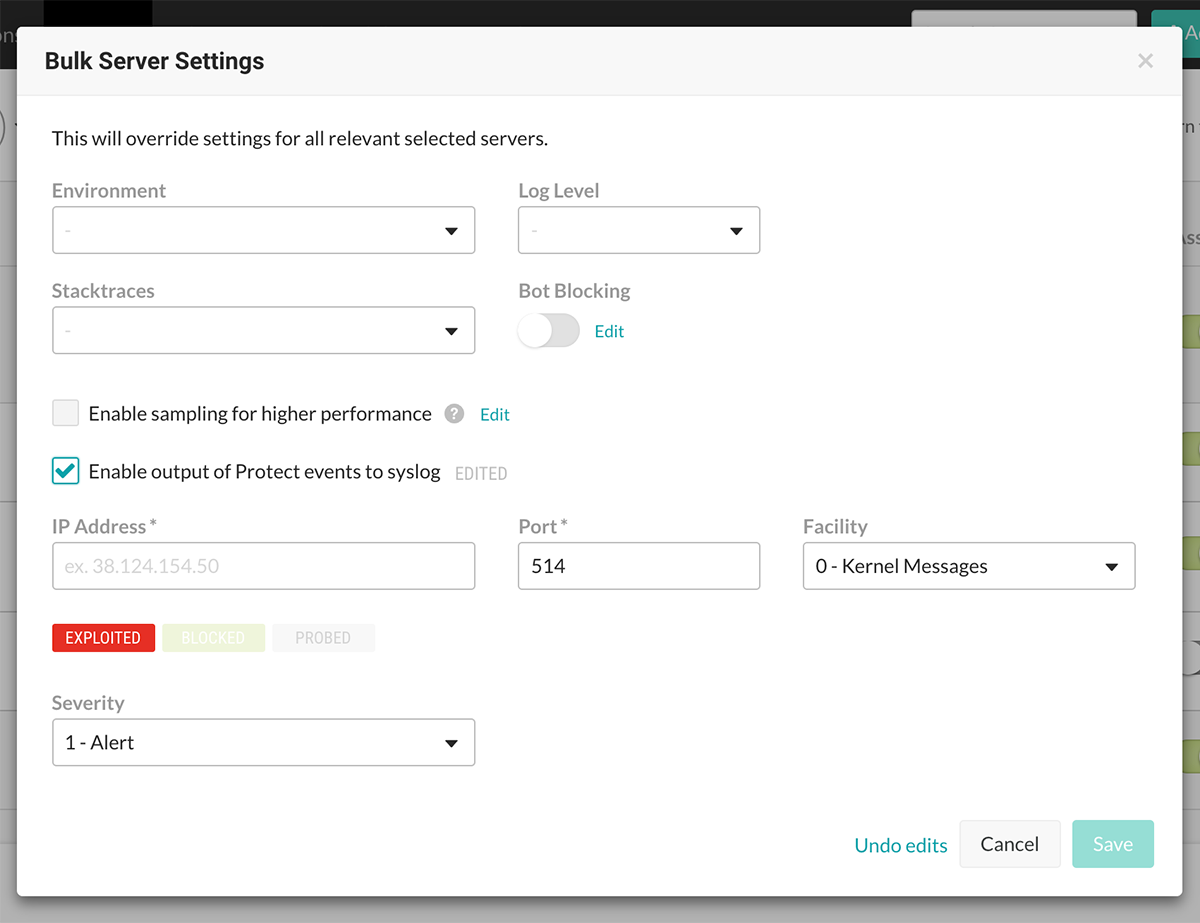 Bulk Server Settings
×
This will override settings for all relevant selected servers.
Environment
Log Level
-
-
Stacktraces
Bot Blocking
-
Edit
Enable sampling for higher performance ? Edit
Enable output of Protect events to syslog EDITED
IP Address*
Port*
Facility
ex. 38.124.154.50
514
0 - Kernel Messages
EXPLOITED
BLOCKED
PROBED
Severity
1 - Alert
Undo edits
Cancel
Save